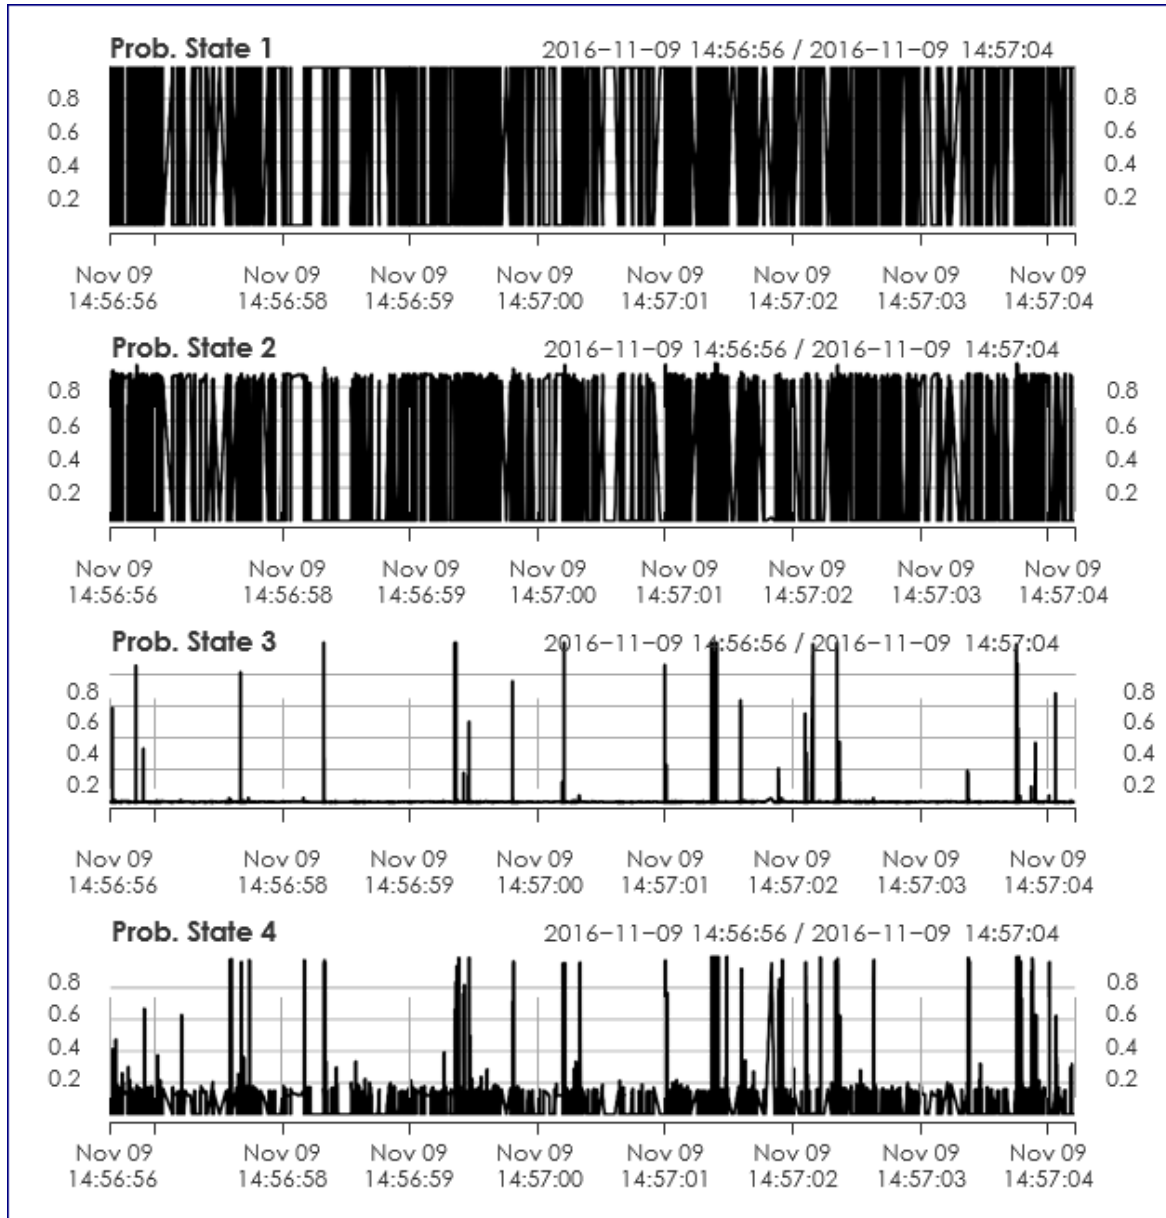 Prob. State 1 2016-11-09 14:56:56 / 2016-11-09 14:57:04
0.8 0.8
0.6 0.6
0.4 0.4
0.2 0.2
Nov 09 Nov 09 Nov 09 Nov 09 Nov 09 Nov 09 Nov 09 Nov 09
14:56:56 14:56:58 14:56:59 14:57:00 14:57:01 14:57:02 14:57:03 14:57:04
Prob. State 2 2016-11-09 14:56:56 / 2016-11-09 14:57:04
0.8 0.8
0.6 0.6
0.4 0.4
0.2 0.2
Nov 09 Nov 09 Nov 09 Nov 09 Nov 09 Nov 09 Nov 09 Nov 09
14:56:56 14:56:58 14:56:59 14:57:00 14:57:01 14:57:02 14:57:03 14:57:04
Prob. State 3 2016-11-09 14:56:56 / 2016-11-09 14:57:04
0.8 0.8
0.6 0.6
0.4 0.4
0.2 0.2
Nov 09 Nov 09 Nov 09 Nov 09 Nov 09 Nov 09 Nov 09 Nov 09
14:56:56 14:56:58 14:56:59 14:57:00 14:57:01 14:57:02 14:57:03 14:57:04
Prob. State 4 2016-11-09 14:56:56 / 2016-11-09 14:57:04
0.8 0.8
0.6 0.6
0.4 0.4
0.2 0.2
Nov 09 Nov 09 Nov 09 Nov 09 Nov 09 Nov 09 Nov 09 Nov 09
14:56:56 14:56:58 14:56:59 14:57:00 14:57:01 14:57:02 14:57:03 14:57:04